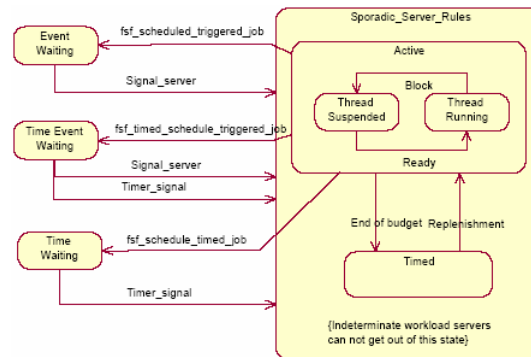 Sporadic_Server_Rules
Event
Waiting
fsf_scheduled_triggered_job
Signal_server
Active
Block
Thread
Suspended
Thread
Running
Ready
Time Event
Waiting
fsf_timed_schedule_triggered_job
Signal_server
Timer_signal
Time
Waiting
fsf_schedule_timed_job
Timer_signal
End of budget
Replenishment
Timed
{Indeterminate workload servers
can not get out of this state}